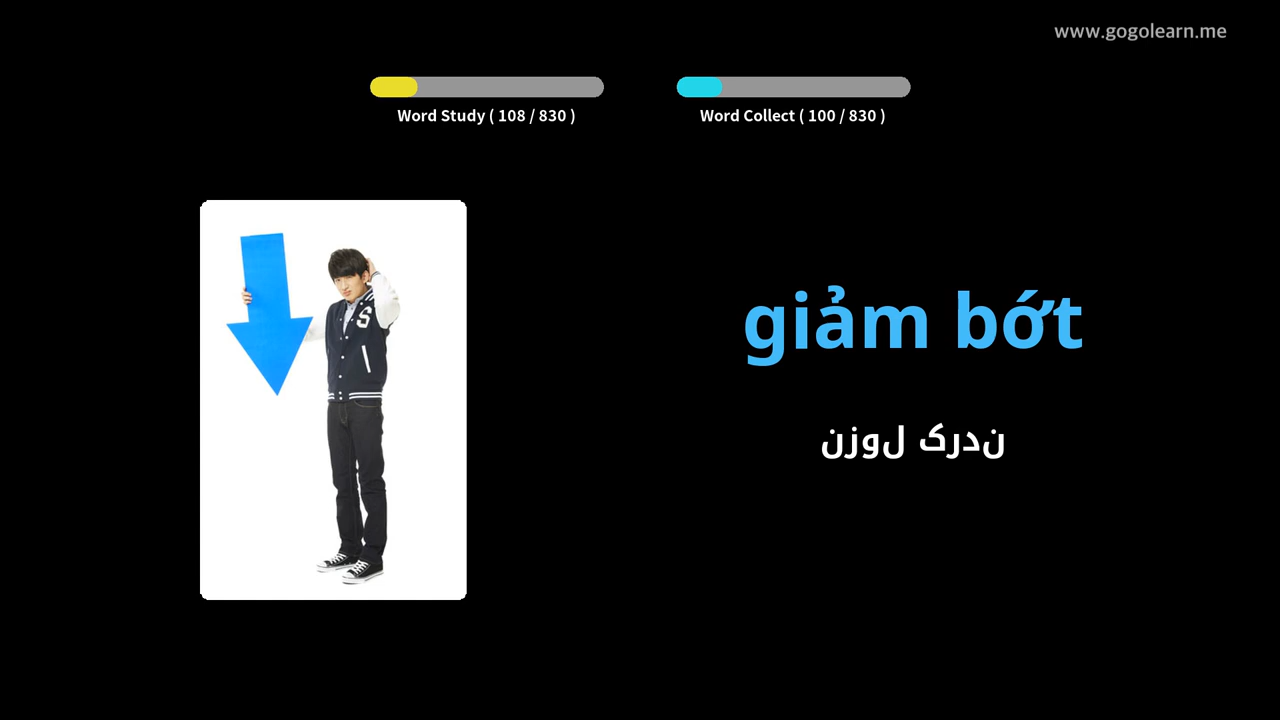 www.gogolearn.me
Word Study ( 108 / 830 )
Word Collect ( 100 / 830 )
giảm bớt
نزول کردن
S